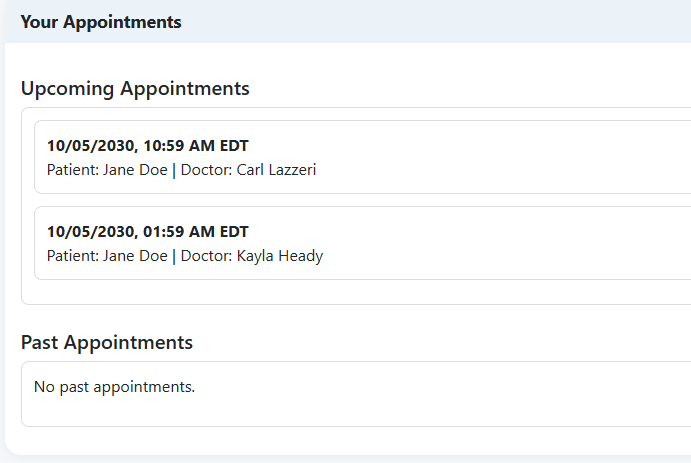 Your Appointments
Upcoming Appointments
10/05/2030, 10:59 AM EDT
Patient: Jane Doe | Doctor: Carl Lazzeri
10/05/2030, 01:59 AM EDT
Patient: Jane Doe | Doctor: Kayla Heady
Past Appointments
No past appointments.